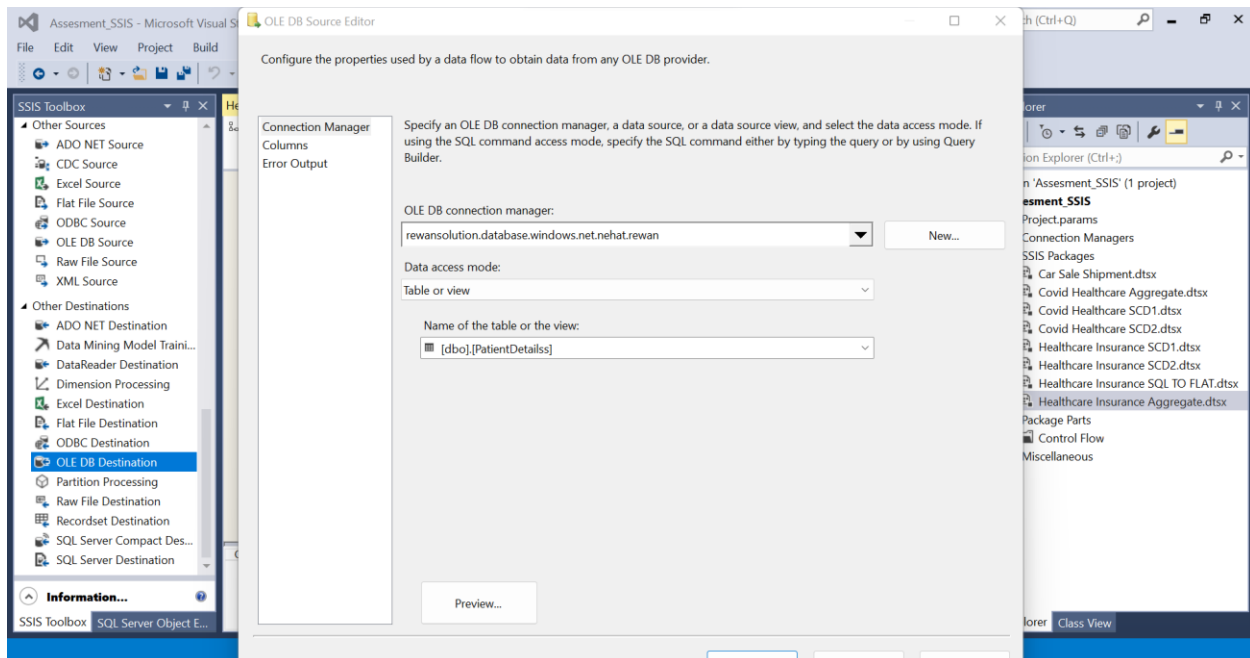 Assesment_SSIS - Microsoft Visual S
OLE DB Source Editor
ch (Ctrl+Q)
File Edit View Project Build
Configure the properties used by a data flow to obtain data from any OLE DB provider.
SSIS Toolbox
Other Sources
ADO NET Source
CDC Source
Excel Source
Flat File Source
ODBC Source
OLE DB Source
Raw File Source
XML Source
Other Destinations
ADO NET Destination
Data Mining Model Traini...
DataReader Destination
Dimension Processing
Excel Destination
Flat File Destination
ODBC Destination
OLE DB Destination
Partition Processing
Raw File Destination
Recordset Destination
SQL Server Compact Des...
SQL Server Destination
Information...
SSIS Toolbox SQL Server Object E...
He
Connection Manager
Columns
Error Output
Specify an OLE DB connection manager, a data source, or a data source view, and select the data access mode. If
using the SQL command access mode, specify the SQL command either by typing the query or by using Query
Builder.
OLE DB connection manager:
rewansolution.database.windows.net.nehat.rewan
New...
Data access mode:
Table or view
Name of the table or the view:
[dbo].[PatientDetailss]
Preview...
lorer
ion Explorer (Ctrl+;)
n 'Assesment_SSIS' (1 project)
esment_SSIS
Project.params
Connection Managers
SSIS Packages
Car Sale Shipment.dtsx
Covid Healthcare Aggregate.dtsx
Covid Healthcare SCD1.dtsx
Covid Healthcare SCD2.dtsx
Healthcare Insurance SCD1.dtsx
Healthcare Insurance SCD2.dtsx
Healthcare Insurance SQL TO FLAT.dtsx
Healthcare Insurance Aggregate.dtsx
Package Parts
Control Flow
Miscellaneous
lorer Class View